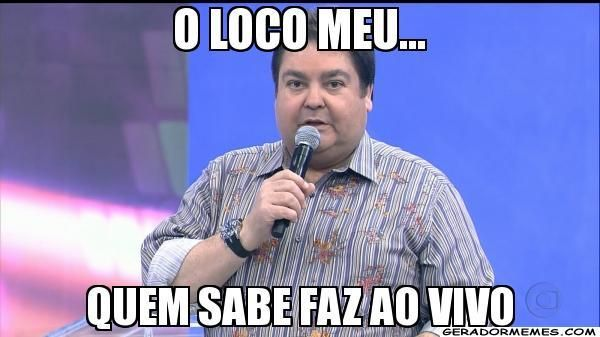 O LOCO MEU...
QUEM SABE FAZ AO VIVO
GERADORMEMES.COM